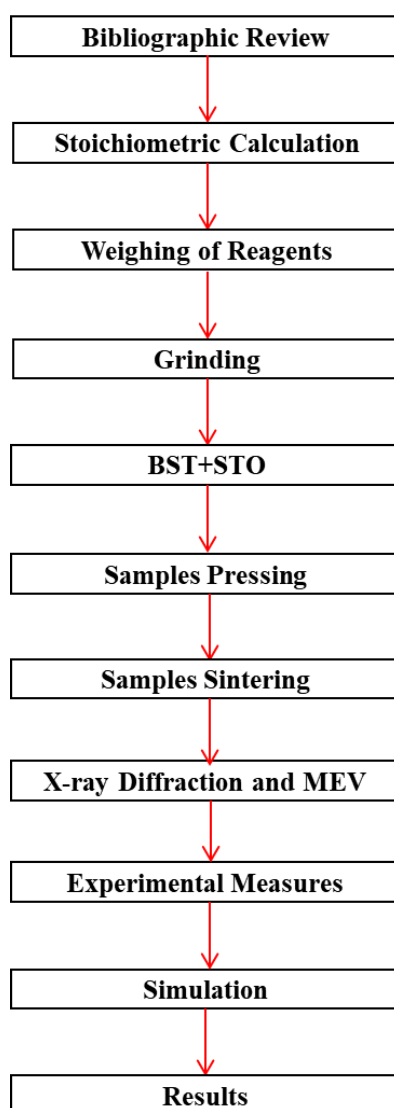 Bibliographic Review
Stoichiometric Calculation
Weighing of Reagents
Grinding
BST+STO
Samples Pressing
Samples Sintering
X-ray Diffraction and MEV
Experimental Measures
Simulation
Results